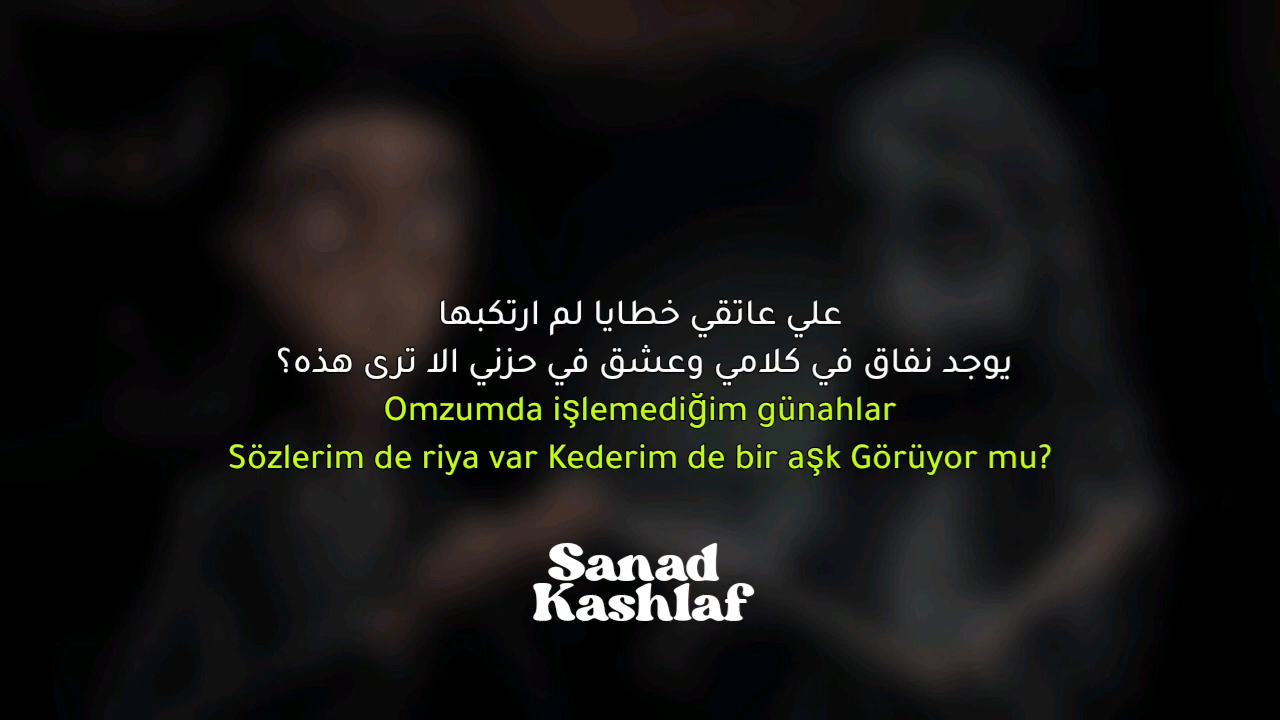 علي عاتقي خطايا لم ارتكبها
يوجد نفاق في كلامي وعشق في حزني الا ترى هذه؟
Omzumda işlemediğim günahlar
Sözlerim de riya var Kederim de bir aşk Görüyor mu?
Sanad
Kashlaf